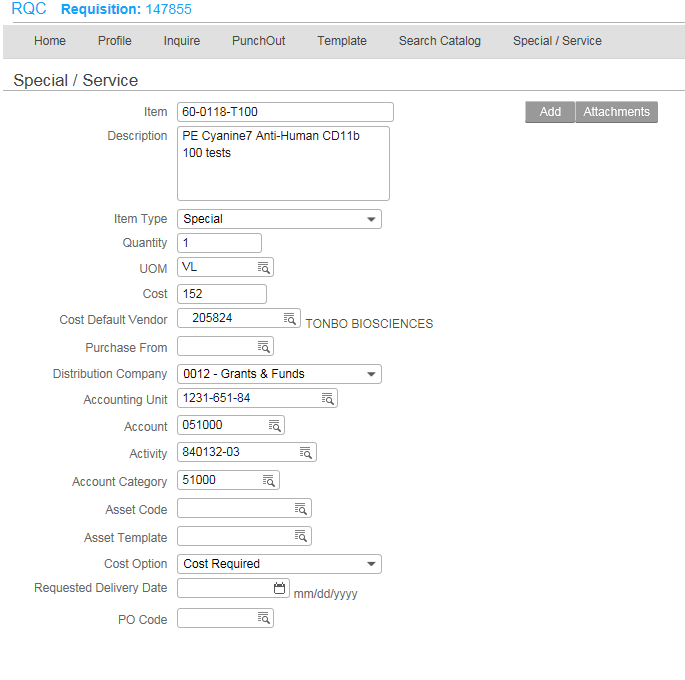 RQC Requisition: 147855
Home Profile Inquire PunchOut Template Search Catalog Special / Service
Special / Service
Item 60-0118-T100 Add Attachments
Description PE Cyanine7 Anti-Human CD11b
100 tests
Item Type Special
Quantity 1
UOM VL
Cost 152
Cost Default Vendor 205824 TONBO BIOSCIENCES
Purchase From
Distribution Company 0012 - Grants & Funds
Accounting Unit 1231-651-84
Account 051000
Activity 840132-03
Account Category 51000
Asset Code
Asset Template
Cost Option Cost Required
Requested Delivery Date mm/dd/yyyy
PO Code